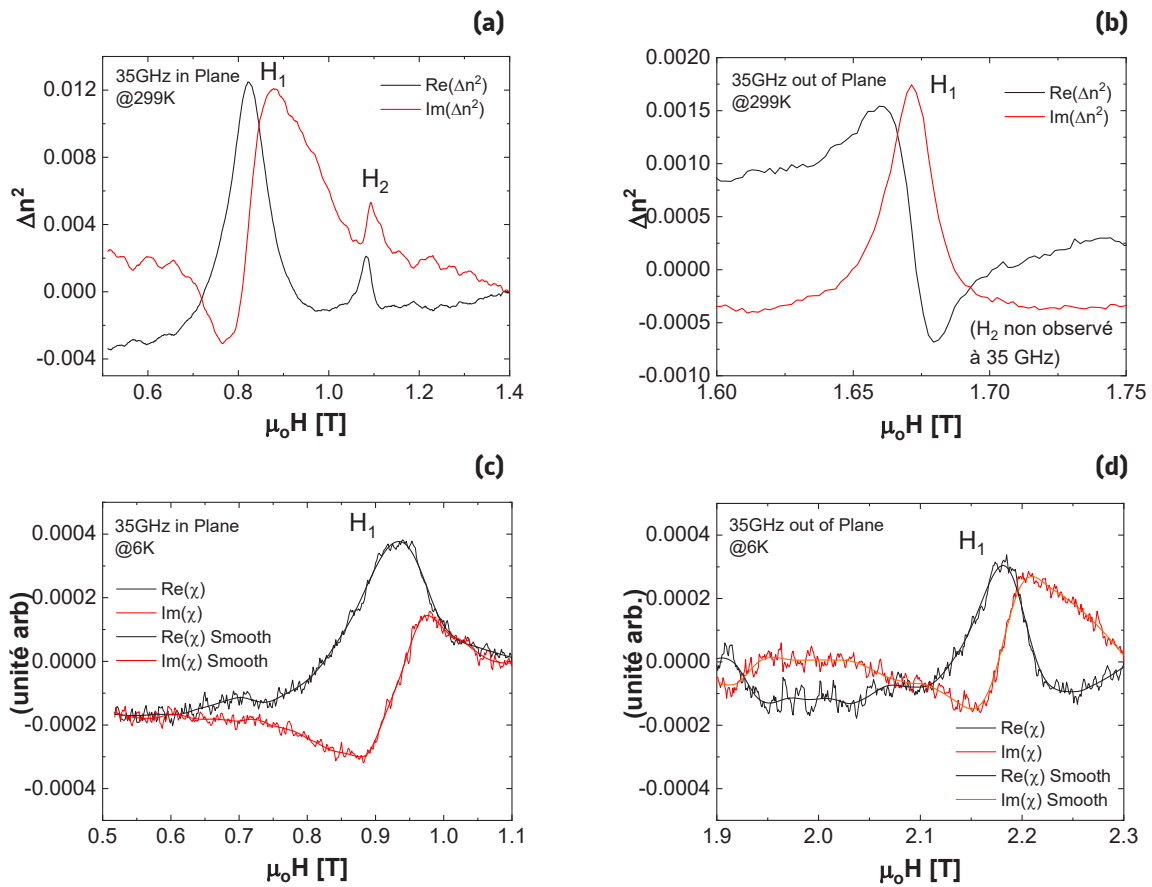 (a)
35GHz in Plane
@299K
H1
H2
Re(Δn²)
Im(Δn²)
0.012
0.008
0.004
0.000
-0.004
Δn²
0.6 0.8 1.0 1.2 1.4
μoH [T]
(b)
35GHz out of Plane
@299K
H1
Re(Δn²)
Im(Δn²)
(H2 non observé
à 35 GHz)
0.0020
0.0015
0.0010
0.0005
0.0000
-0.0005
-0.0010
Δn²
1.60 1.65 1.70 1.75
μoH [T]
(c)
35GHz in Plane
@6K
H1
Re(χ)
Im(χ)
Re(χ) Smooth
Im(χ) Smooth
0.0004
0.0002
0.0000
-0.0002
-0.0004
(unité arb)
0.5 0.6 0.7 0.8 0.9 1.0 1.1
μoH [T]
(d)
35GHz out of Plane
@6K
H1
Re(χ)
Im(χ)
Re(χ) Smooth
Im(χ) Smooth
0.0004
0.0002
0.0000
-0.0002
-0.0004
(unité arb.)
1.9 2.0 2.1 2.2 2.3
μoH [T]